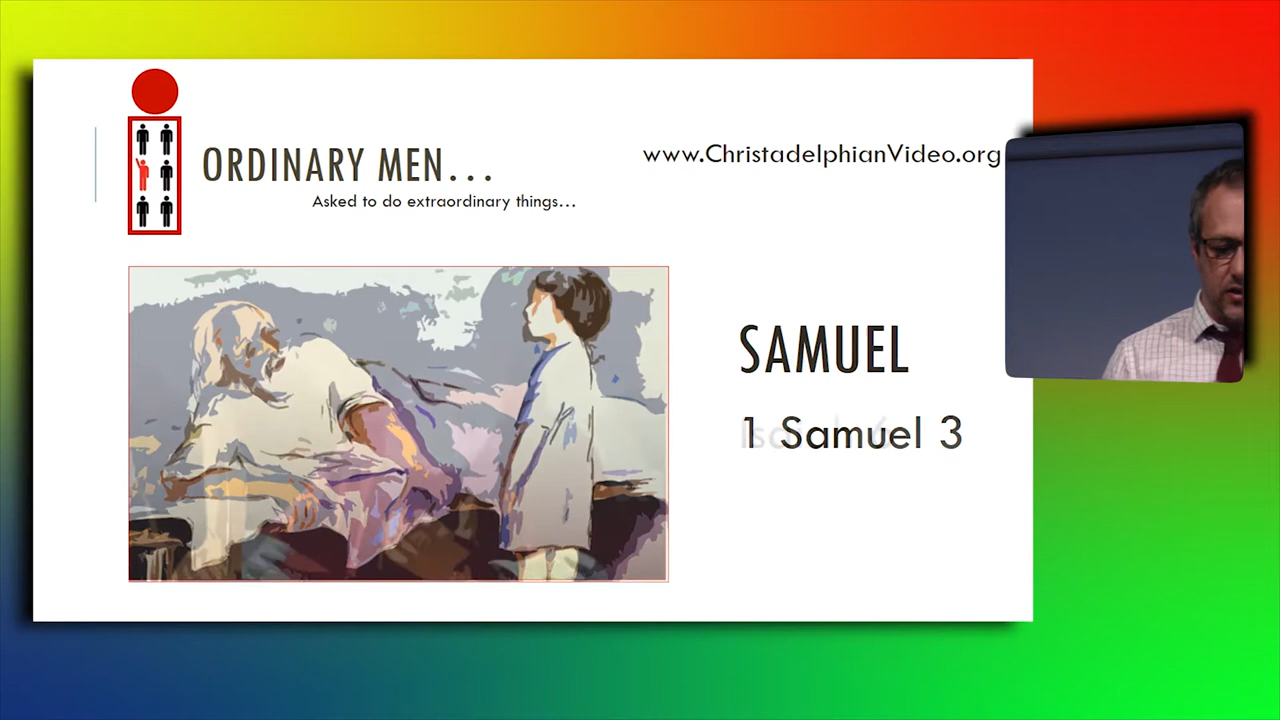 ORDINARY MEN...
Asked to do extraordinary things...
www.ChristadelphianVideo.org
SAMUEL
1 Samuel 3